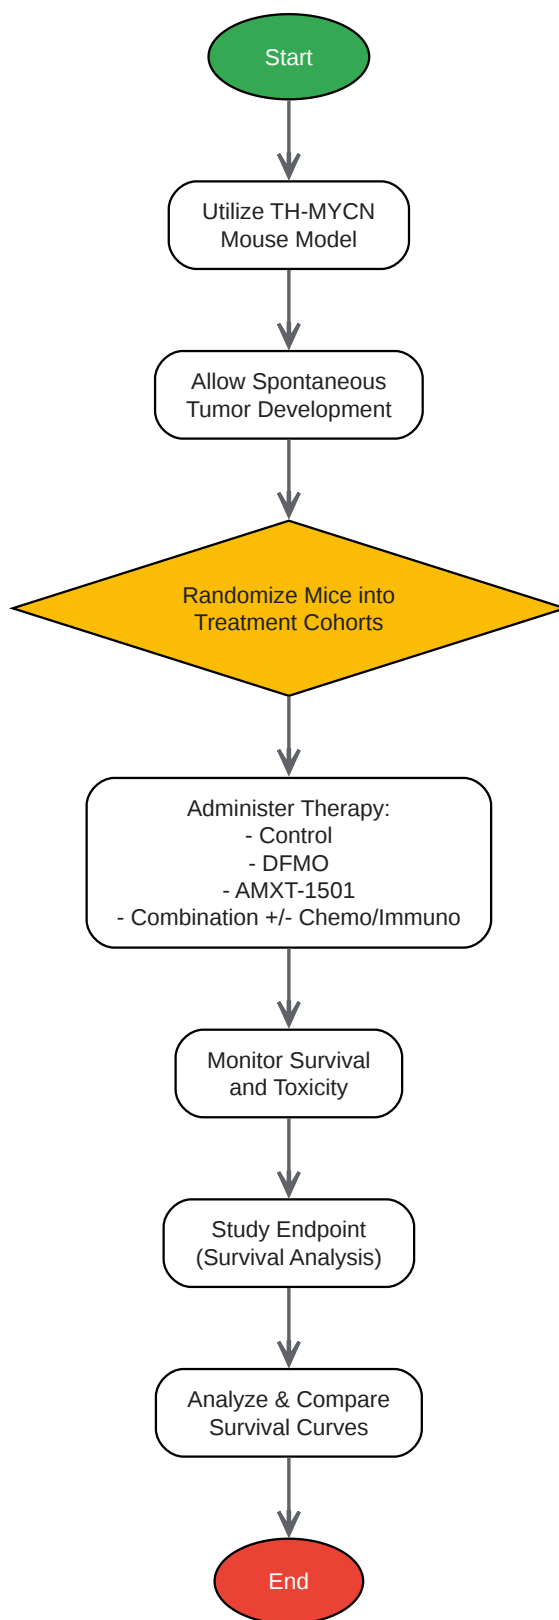 Start
Utilize TH-MYCN
Mouse Model
Allow Spontaneous
Tumor Development
Randomize Mice into
Treatment Cohorts
Administer Therapy:
- Control
- DFMO
- AMXT-1501
- Combination +/- Chemo/Immuno
Monitor Survival
and Toxicity
Study Endpoint
(Survival Analysis)
Analyze & Compare
Survival Curves
End